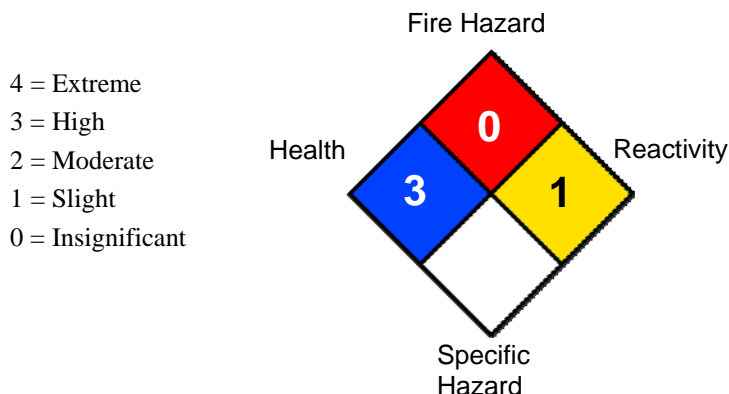 4 = Extreme
3 = High
2 = Moderate
1 = Slight
0 = Insignificant
Fire Hazard
Health
Reactivity
0
3
1
Specific
Hazard